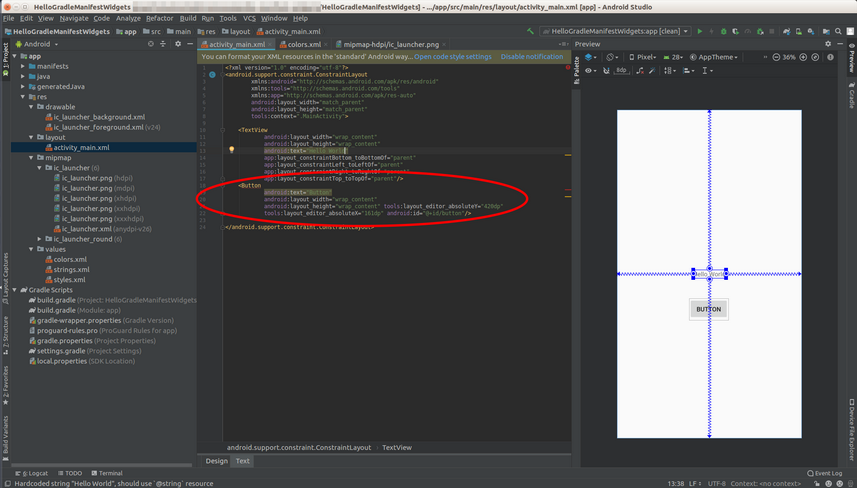 HelloGradleManifestWidgets
HelloGradleManifestWidgets] - .../app/src/main/res/layout/activity_main.xml [app] - Android Studio
File Edit View Navigate Code Analyze Refactor Build Run Tools VCS Window Help
HelloGradleManifestWidgets app src main res layout activity_main.xml
HelloGradleManifestWidgets:app [clean]
Android
activity_main.xml colors.xml mipmap-hdpi/ic_launcher.png
Preview
You can format your XML resources in the 'standard' Android way... Open code style settings Disable notification
Pixel 28 AppTheme 36%
8dp
1: Project
Layout Captures
7: Structure
2: Favorites
Build Variants
app
manifests
java
generatedJava
res
drawable
ic_launcher_background.xml
ic_launcher_foreground.xml (v24)
layout
activity_main.xml
mipmap
ic_launcher (6)
ic_launcher.png (hdpi)
ic_launcher.png (mdpi)
ic_launcher.png (xhdpi)
ic_launcher.png (xxhdpi)
ic_launcher.png (xxxhdpi)
ic_launcher.xml (anydpi-v26)
ic_launcher_round (6)
values
colors.xml
strings.xml
styles.xml
Gradle Scripts
build.gradle (Project: HelloGradleManifestWidgets)
build.gradle (Module: app)
gradle-wrapper.properties (Gradle Version)
proguard-rules.pro (ProGuard Rules for app)
gradle.properties (Project Properties)
settings.gradle (Project Settings)
local.properties (SDK Location)
<?xml version="1.0" encoding="utf-8"?>
<android.support.constraint.ConstraintLayout
xmlns:android="http://schemas.android.com/apk/res/android"
xmlns:tools="http://schemas.android.com/tools"
xmlns:app="http://schemas.android.com/apk/res-auto"
android:layout_width="match_parent"
android:layout_height="match_parent"
tools:context=".MainActivity">
<TextView
android:layout_width="wrap_content"
android:layout_height="wrap_content"
android:text="Hello World"
app:layout_constraintBottom_toBottomOf="parent"
app:layout_constraintLeft_toLeftOf="parent"
app:layout_constraintRight_toRightOf="parent"
app:layout_constraintTop_toTopOf="parent"/>
<Button
android:text="Button"
android:layout_width="wrap_content"
android:layout_height="wrap_content" tools:layout_editor_absoluteY="420dp"
tools:layout_editor_absoluteX="161dp" android:id="@+id/button"/>
</android.support.constraint.ConstraintLayout>
android.support.constraint.ConstraintLayout TextView
Design Text
Palette
Hello World
BUTTON
Preview
Gradle
Device File Explorer
6: Logcat TODO Terminal
Event Log
Hardcoded string "Hello World", should use `@string` resource
13:38 LF UTF-8 Context: <no context>